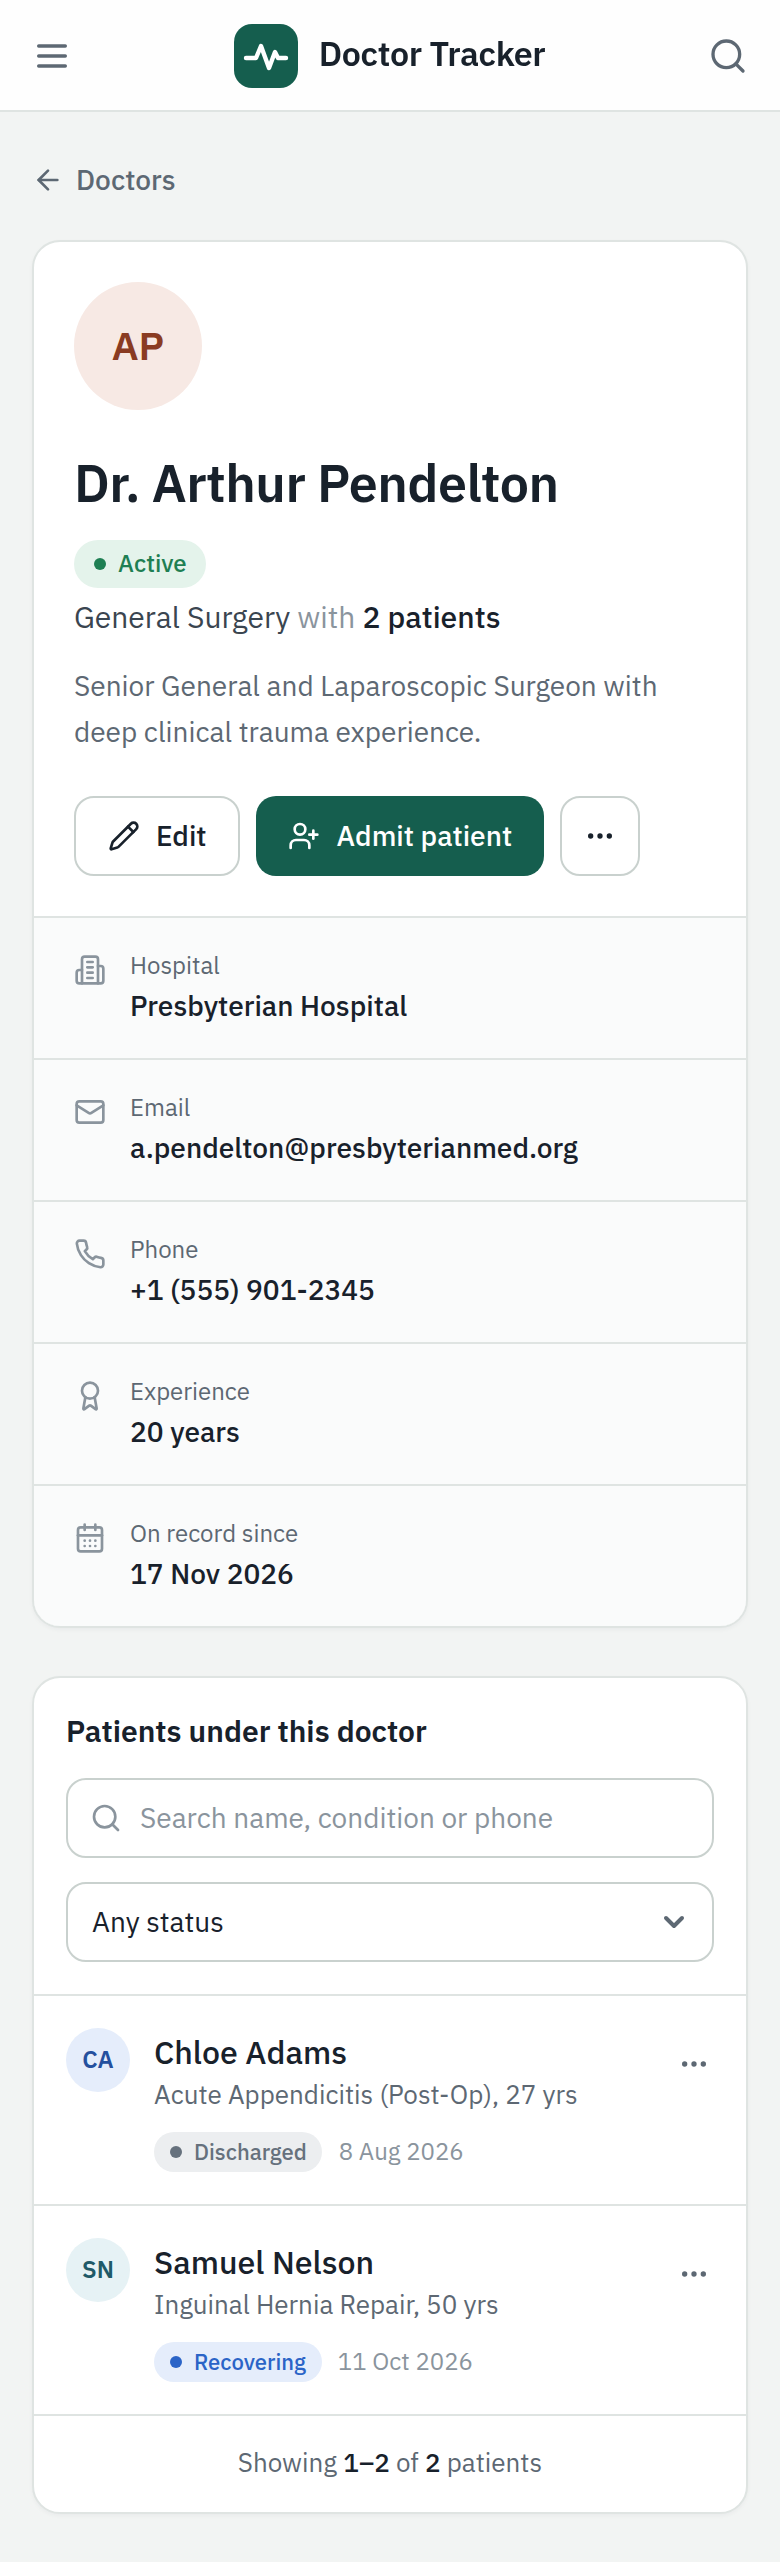 Doctor Tracker
Doctors
AP
Dr. Arthur Pendelton
Active
General Surgery with 2 patients
Senior General and Laparoscopic Surgeon with
deep clinical trauma experience.
Edit
Admit patient
Hospital
Presbyterian Hospital
Email
a.pendelton@presbyterianmed.org
Phone
+1 (555) 901-2345
Experience
20 years
On record since
17 Nov 2026
Patients under this doctor
Search name, condition or phone
Any status
CA
Chloe Adams
Acute Appendicitis (Post-Op), 27 yrs
Discharged 8 Aug 2026
SN
Samuel Nelson
Inguinal Hernia Repair, 50 yrs
Recovering 11 Oct 2026
Showing 1–2 of 2 patients